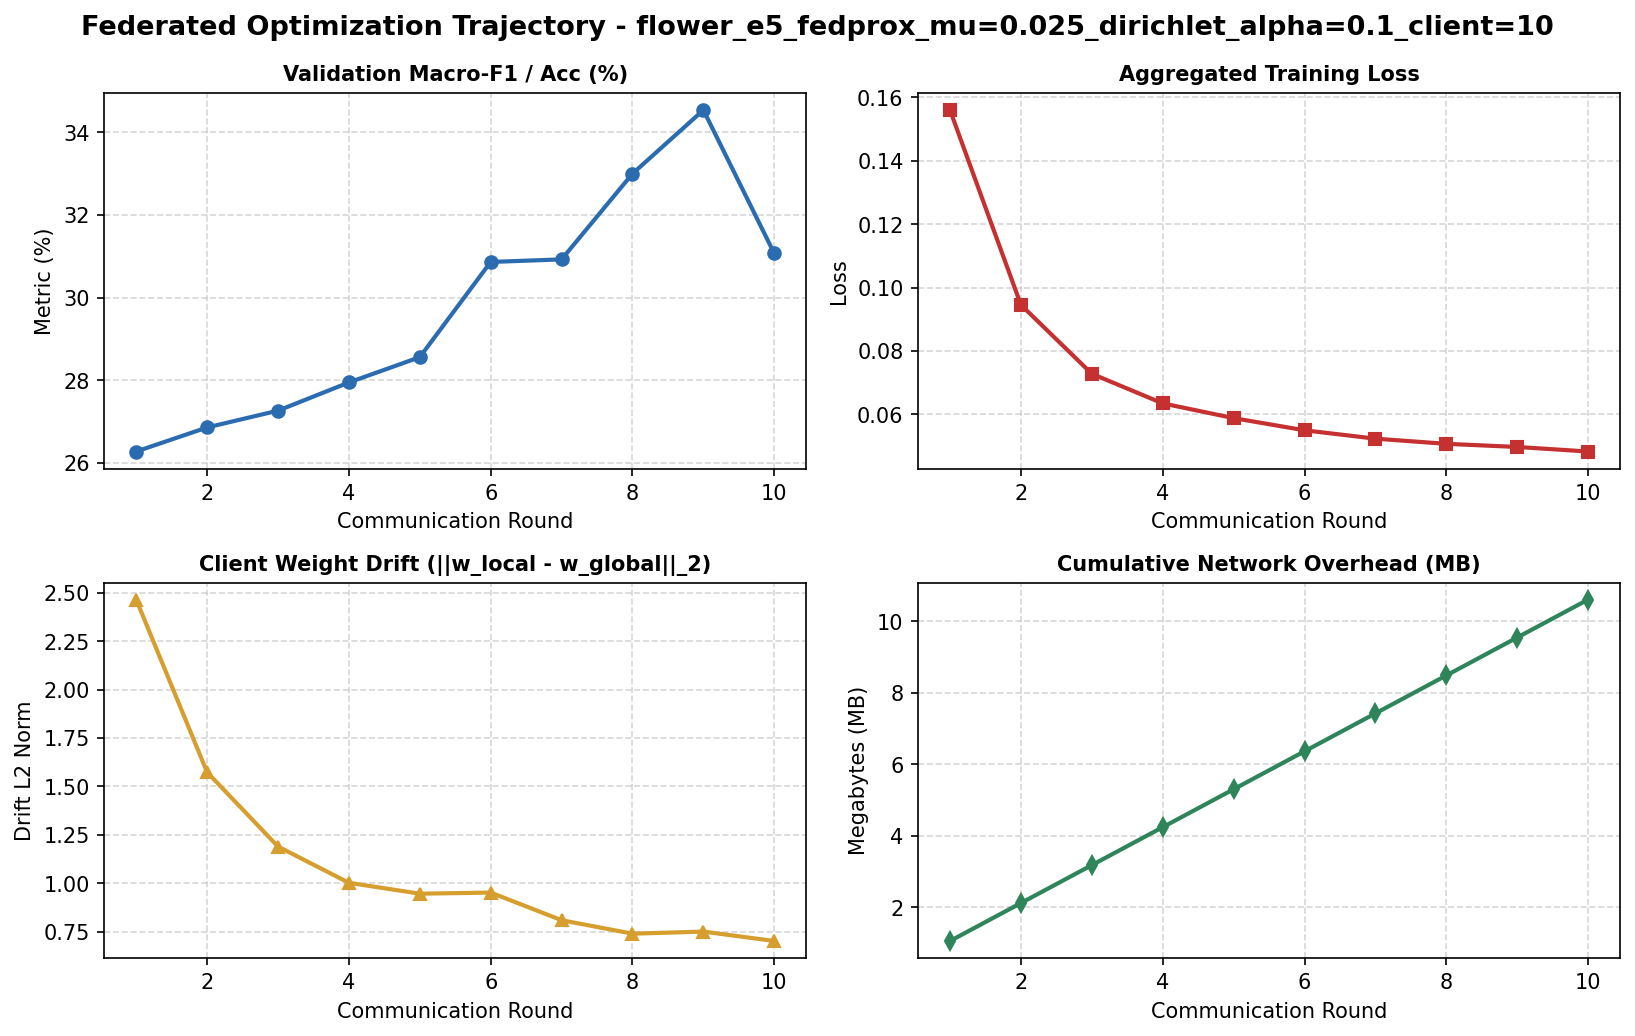 Federated Optimization Trajectory - flower_e5_fedprox_mu=0.025_dirichlet_alpha=0.1_client=10
Validation Macro-F1 / Acc (%)
Metric (%)
34
32
30
28
26
2 4 6 8 10
Communication Round
Aggregated Training Loss
Loss
0.16
0.14
0.12
0.10
0.08
0.06
2 4 6 8 10
Communication Round
Client Weight Drift (||w_local - w_global||_2)
Drift L2 Norm
2.50
2.25
2.00
1.75
1.50
1.25
1.00
0.75
2 4 6 8 10
Communication Round
Cumulative Network Overhead (MB)
Megabytes (MB)
10
8
6
4
2
2 4 6 8 10
Communication Round